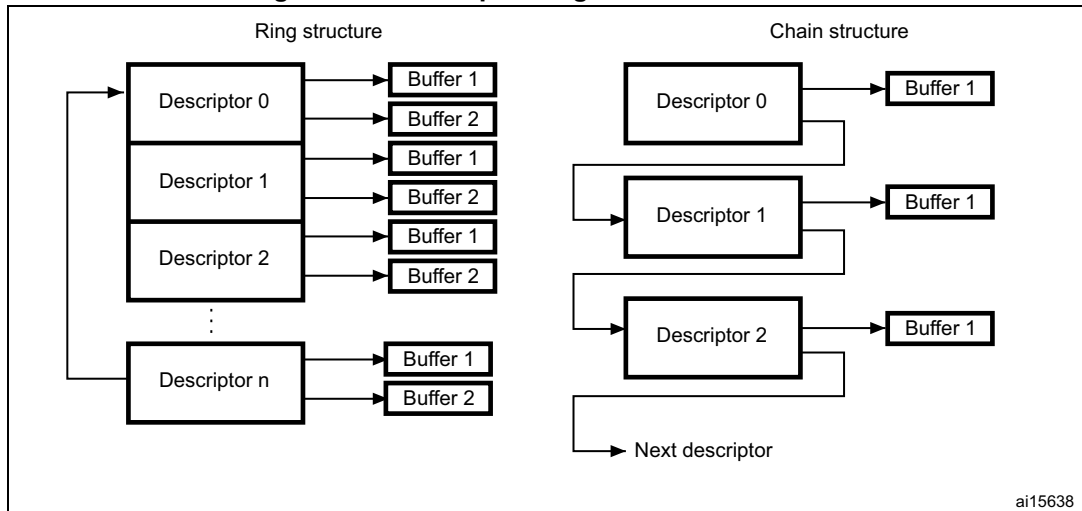 Ring structure
Descriptor 0
Buffer 1
Buffer 2
Descriptor 1
Buffer 1
Buffer 2
Descriptor 2
Buffer 1
Buffer 2
Descriptor n
Buffer 1
Buffer 2
Chain structure
Descriptor 0
Buffer 1
Descriptor 1
Buffer 1
Descriptor 2
Buffer 1
Next descriptor
ai15638